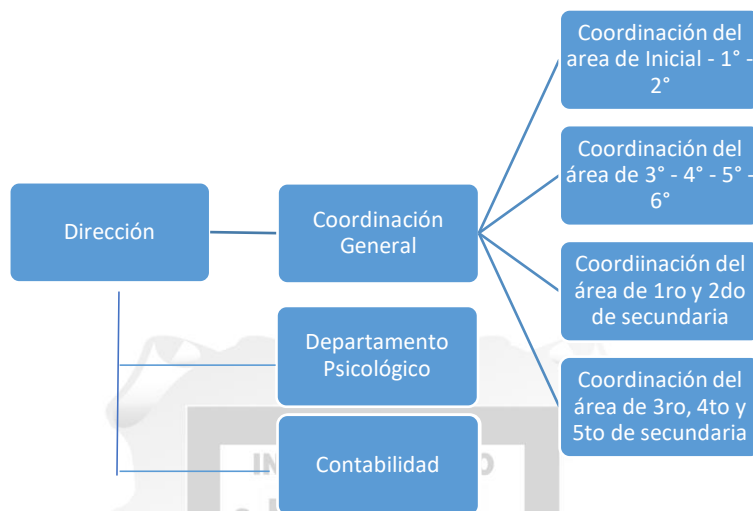 Coordinación del
area de Inicial - 1° -
2°
Coordinación del
área de 3° - 4° - 5° -
6°
Dirección
Coordinación
General
Coordiinación del
área de 1ro y 2do
de secundaria
Departamento
Psicológico
Coordinación del
área de 3ro, 4to y
5to de secundaria
Contabilidad